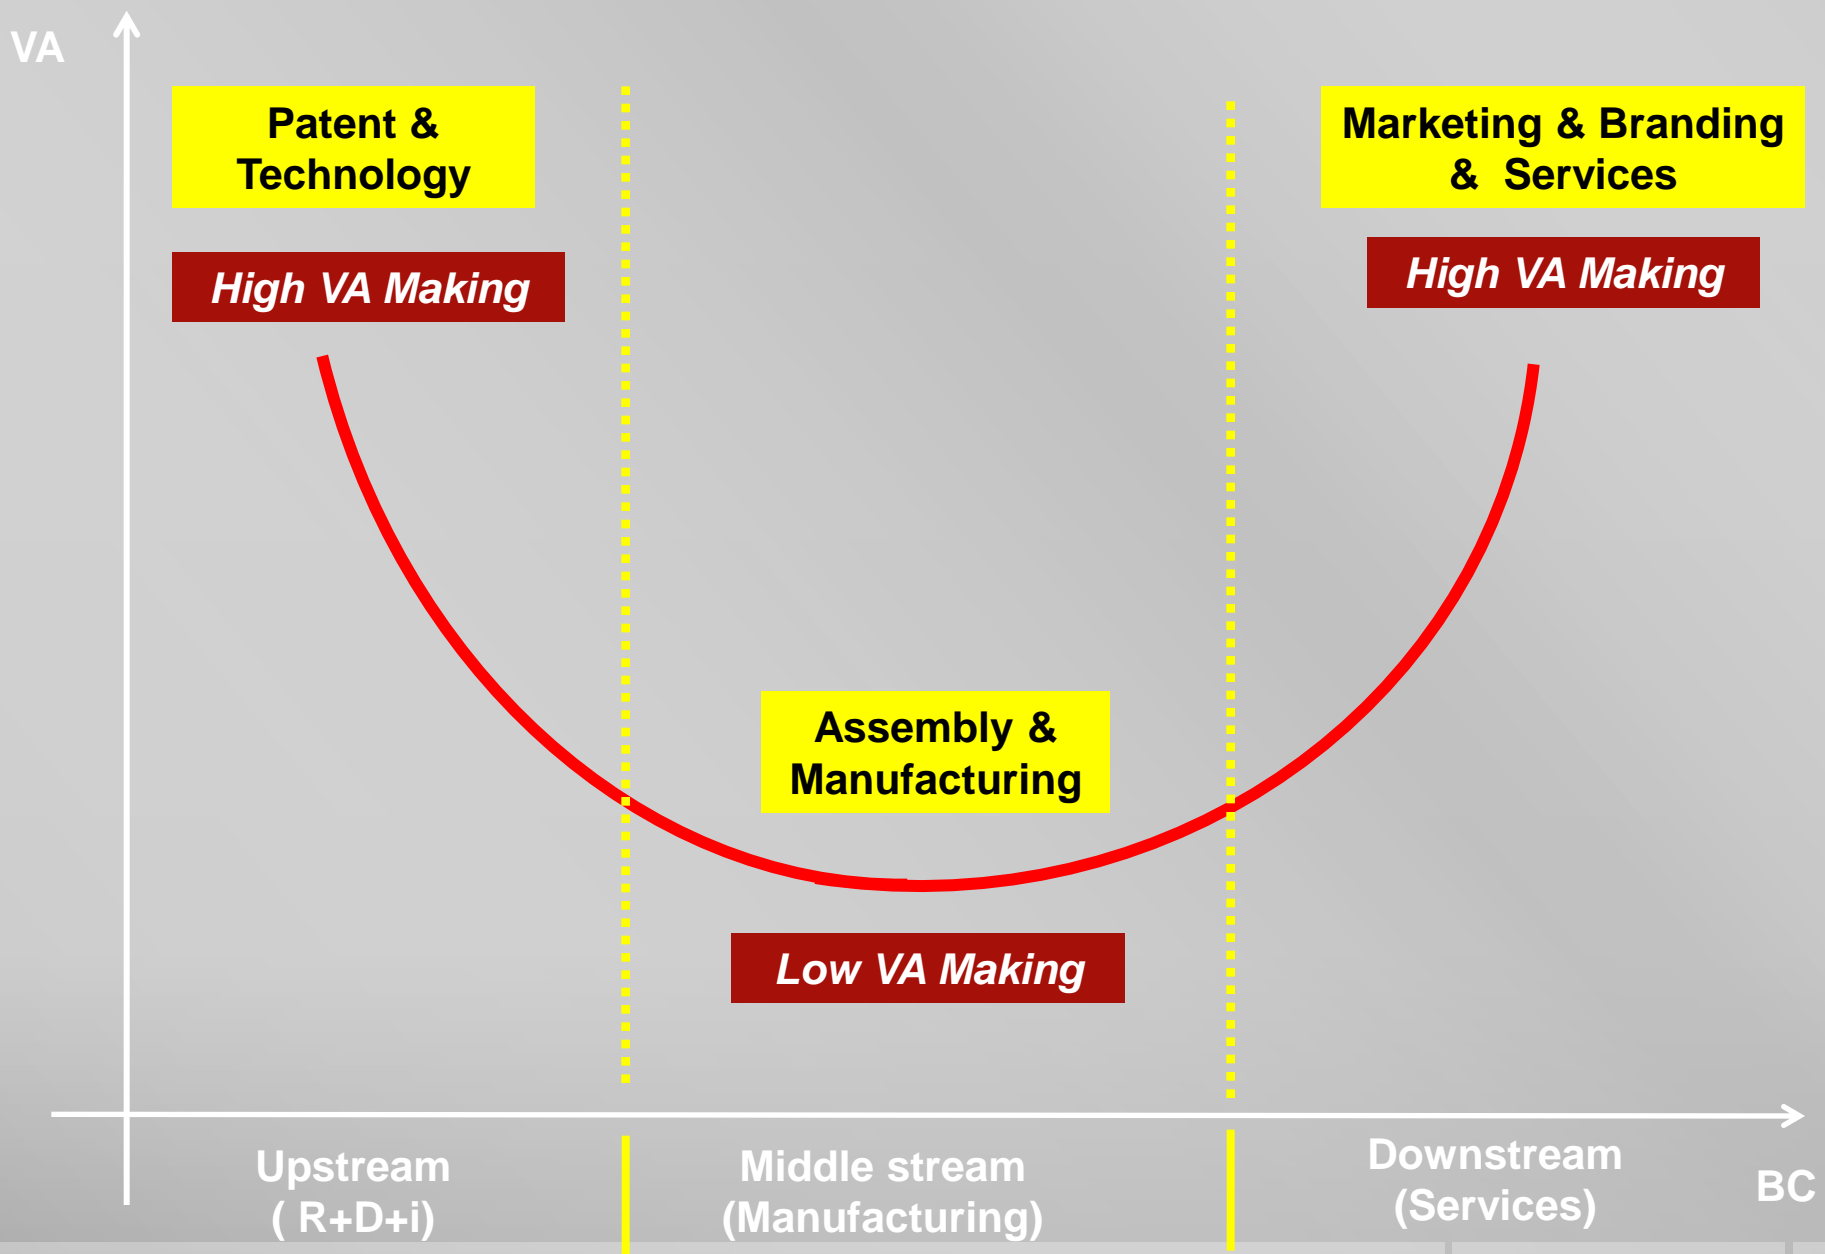 VA
Patent &
Technology
High VA Making
Marketing & Branding
& Services
High VA Making
Assembly &
Manufacturing
Low VA Making
Upstream
( R+D+i)
Middle stream
(Manufacturing)
Downstream
(Services)
BC